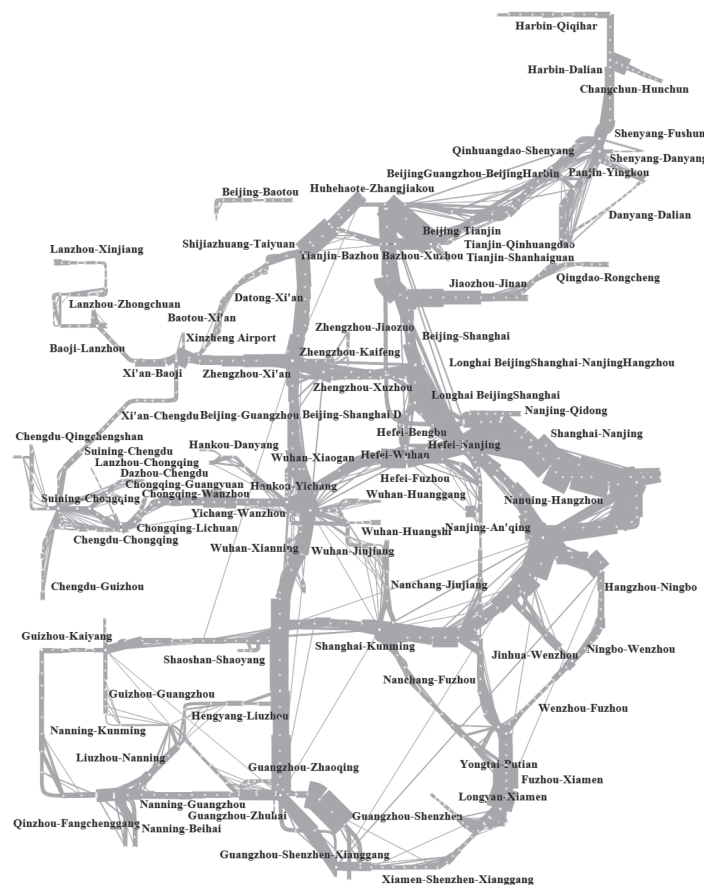 Harbin-Qiqihar
Harbin-Dalian
Changchun-Hunchun
Shenyang-Fushun
Qinhuangdao-Shenyang
Shenyang-Danyang
BeijingGuangzhou-BeijingHarbin
Panjin-Yingkou
Huhehaote-Zhangjiakou
Beijing-Baotou
Danyang-Dalian
Beijing-Tianjin
Shijiazhuang-Taiyuan
Tianjin-Qinhuangdao
Tianjin-Bazhou Bazhou-Xuzhou
Tianjin-Shanhaiguan
Lanzhou-Xinjiang
Qingdao-Rongcheng
Jiaozhou-Jinan
Datong-Xi'an
Lanzhou-Zhongchuan
Baotou-Xi'an
Zhengzhou-Jiaozuo
Xinzheng Airport
Beijing-Shanghai
Baoji-Lanzhou
Zhengzhou-Kaifeng
Longhai BeijingShanghai-NanjingHangzhou
Xi'an-Baoji
Zhengzhou-Xi'an
Zhengzhou-Xuzhou
Longhai BeijingShanghai
Xi'an-Chengdu
Beijing-Guangzhou Beijing-Shanghai D
Nanjing-Qidong
Hefei-Bengbu
Shanghai-Nanjing
Chengdu-Qingchengshan
Hankou-Danyang
Hefei-Nanjing
Suining-Chengdu
Wuhan-Xiaogan
Hefei-Wuhan
Lanzhou-Chongqing
Dazhou-Chengdu
Hefei-Fuzhou
Chongqing-Guangyuan
Hankou-Yichang
Chongqing-Wanzhou
Wuhan-Huanggang
Suining-Chongqing
Nanjing-Hangzhou
Yichang-Wanzhou
Chongqing-Lichuan
Nanjing-An'qing
Wuhan-Huangshi
Chengdu-Chongqing
Wuhan-Xianning
Wuhan-Jiujiang
Chengdu-Guizhou
Nanchang-Jiujiang
Hangzhou-Ningbo
Guizhou-Kaiyang
Shanghai-Kunming
Ningbo-Wenzhou
Jinhua-Wenzhou
Shaoshan-Shaoyang
Nanchang-Fuzhou
Guizhou-Guangzhou
Wenzhou-Fuzhou
Hengyang-Liuzhou
Nanning-Kunming
Liuzhou-Nanning
Yongtai-Putian
Guangzhou-Zhaoqing
Fuzhou-Xiamen
Longyan-Xiamen
Nanning-Guangzhou
Guangzhou-Zhuhai
Guangzhou-Shenzhen
Qinzhou-Fangchenggang
Nanning-Beihai
Guangzhou-Shenzhen-Xianggang
Xiamen-Shenzhen-Xianggang